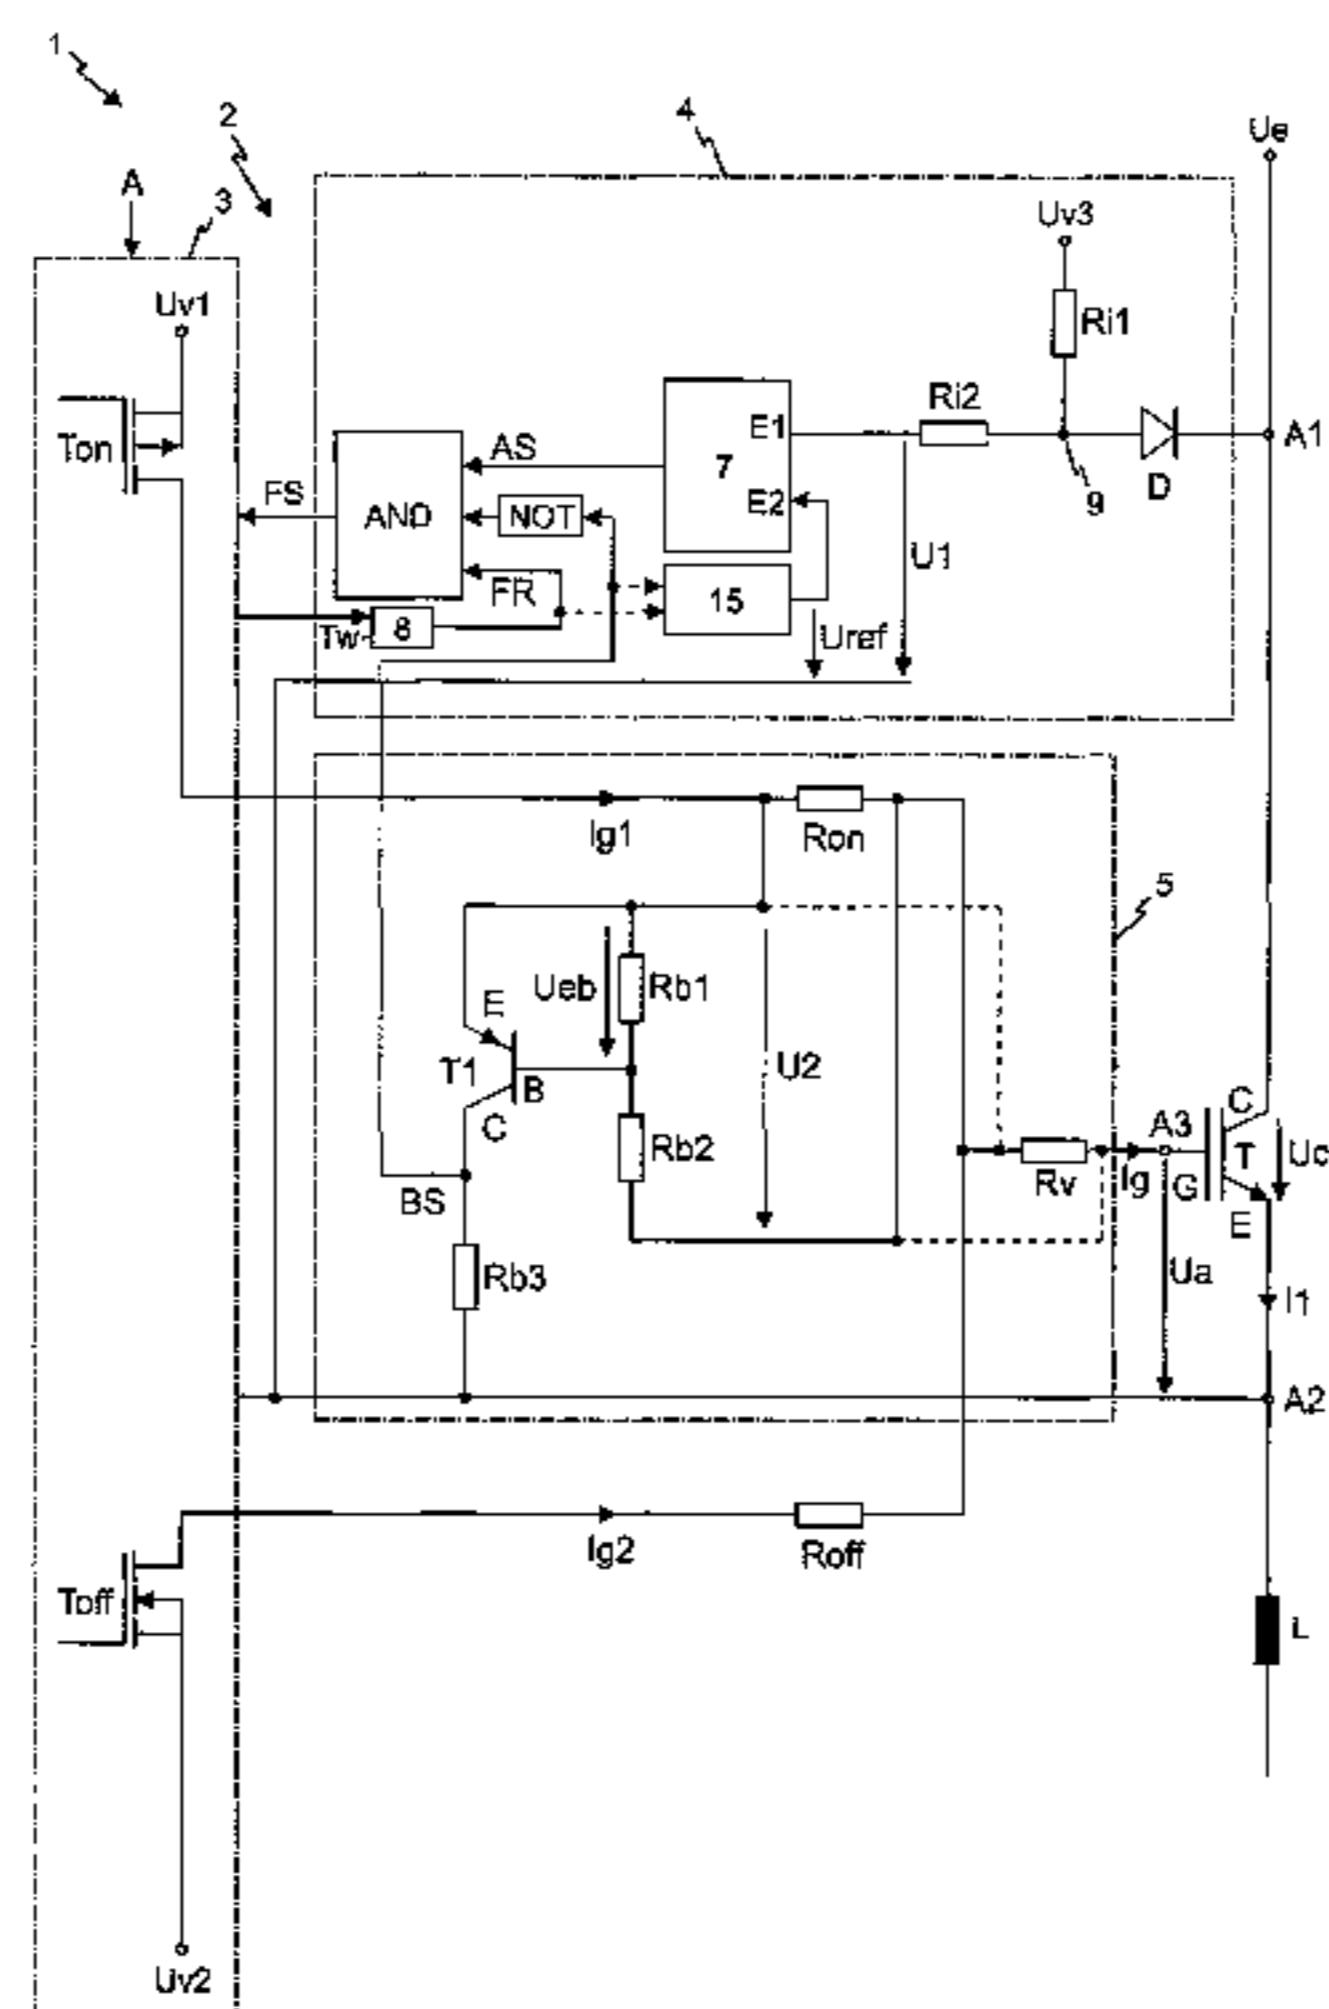 1
2
4
Ue
A
3
Uv3
Uv1
Ri1
Ri2
E1
A1
AS
7
Ton
FS
AND
NOT
E2
9
D
U1
FR
15
Tw
8
Uref
Ig1
Ron
5
Ueb
Rb1
E
T1
B
U2
C
C
A3
T
Uc
Rb2
Rv
Ig
G
BS
E
Rb3
Ua
I1
A2
Ig2
Roff
Toff
L
Uv2